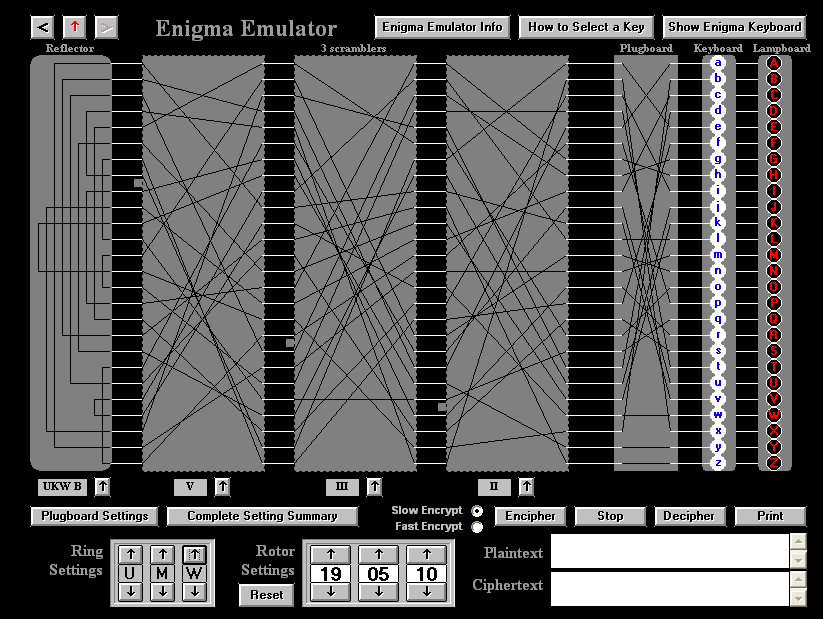 < ↑ > Enigma Emulator Enigma Emulator Info How to Select a Key Show Enigma Keyboard
Reflector 3 scramblers Plugboard Keyboard Lampboard
a A
b B
c C
d D
e E
f F
g G
h H
i I
j J
k K
l L
m M
n N
o O
p P
q Q
r R
s S
t T
u U
v V
w W
x X
y Y
z Z
UKW B ↑ V ↑ III ↑ II ↑
Plugboard Settings Complete Setting Summary Slow Encrypt Encipher Stop Decipher Print
Fast Encrypt
Ring Settings ↑ ↑ ↑ Rotor Settings ↑ ↑ ↑ Plaintext
U M W 19 05 10
↓ ↓ ↓ Reset ↓ ↓ ↓ Ciphertext